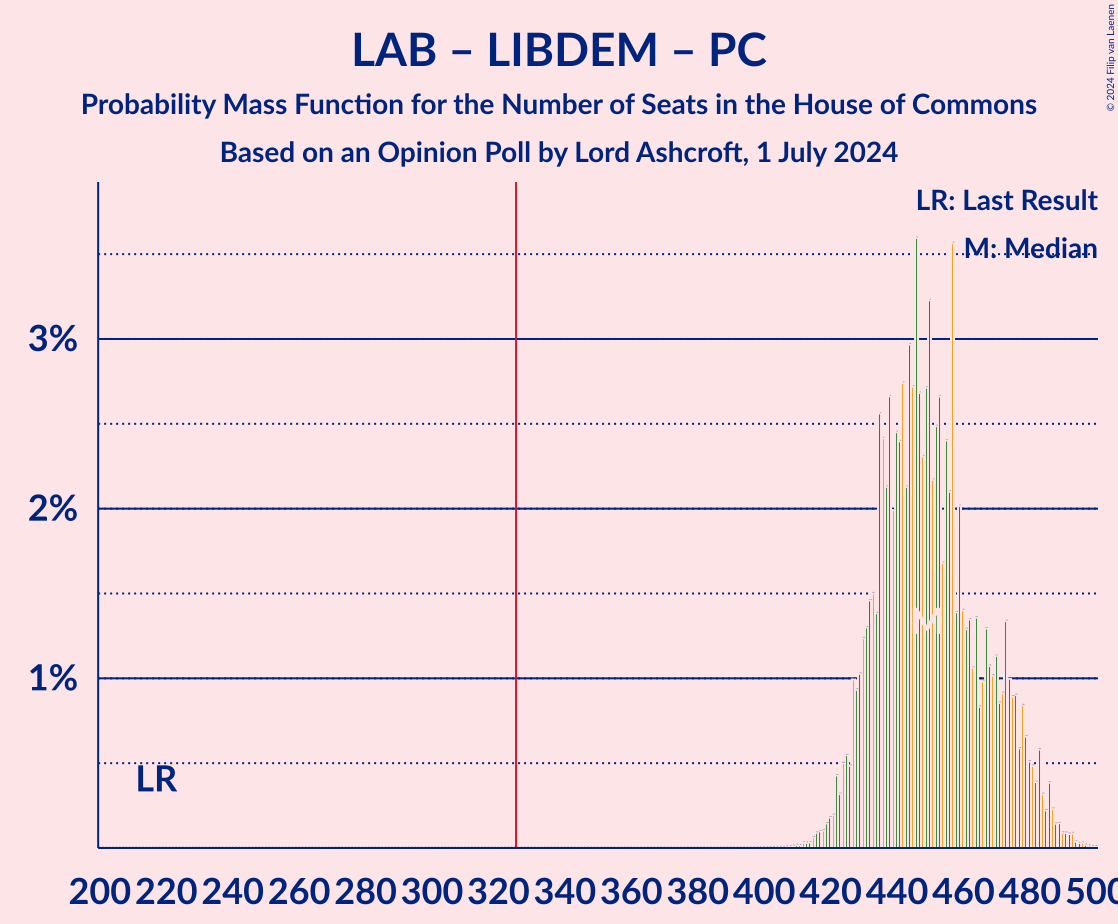 LAB – LIBDEM – PC
Probability Mass Function for the Number of Seats in the House of Commons
Based on an Opinion Poll by Lord Ashcroft, 1 July 2024
© 2024 Filip van Laenen
LR: Last Result
M: Median
3%
2%
1%
LR
M
200 220 240 260 280 300 320 340 360 380 400 420 440 460 480 500